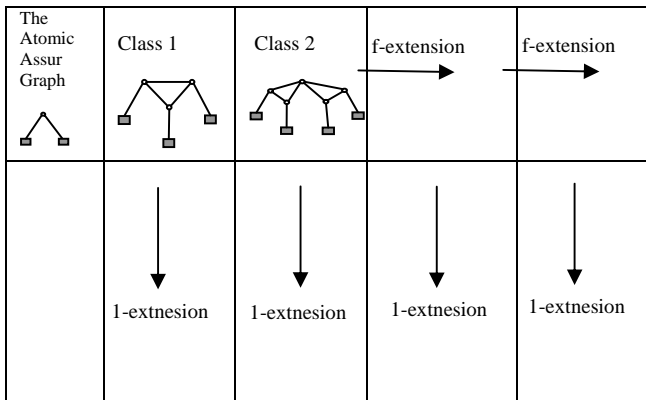 The
Atomic
Assur
Graph
Class 1
Class 2
f-extension
f-extension
1-extnesion
1-extnesion
1-extnesion
1-extnesion